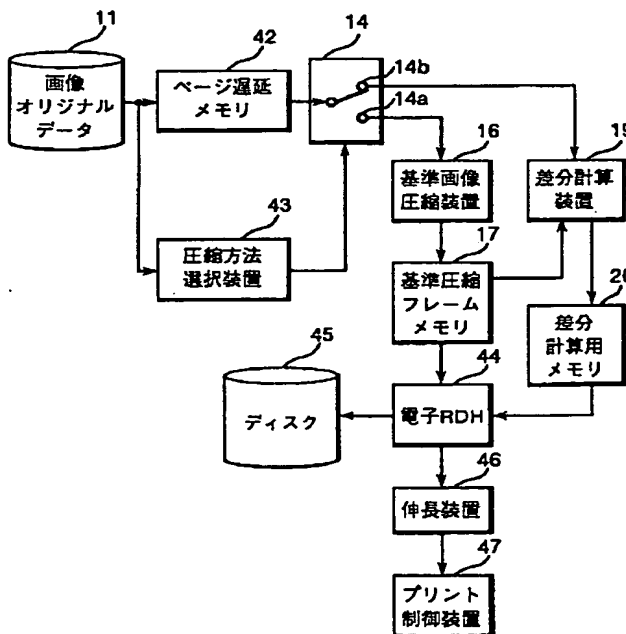 11
画像
オリジナル
データ
42
ページ遅延
メモリ
14
14b
14a
43
圧縮方法
選択装置
16
基準画像
圧縮装置
19
差分計算
装置
17
基準圧縮
フレーム
メモリ
20
差分
計算用
メモリ
45
ディスク
44
電子RDH
46
伸長装置
47
プリント
制御装置